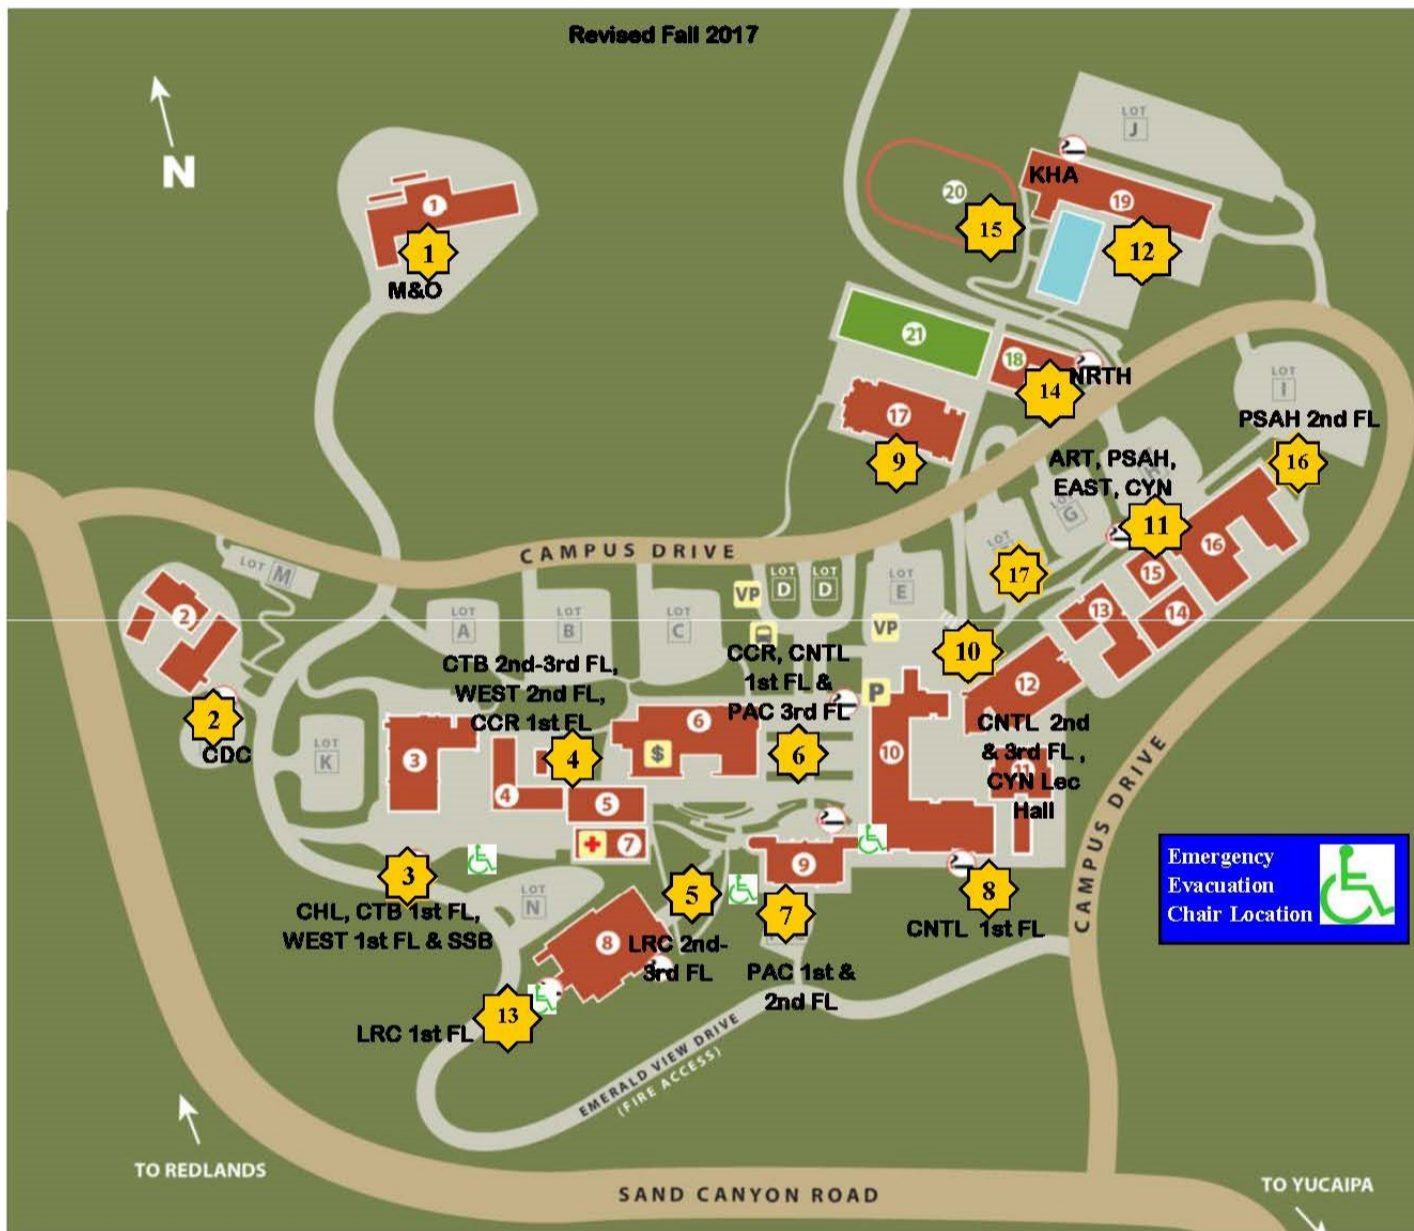 Revised Fall 2017
N
LOT
J
KHA
20
19
15
12
1
1
M&O
21
18
NRTH
14
17
9
LOT
I
PSAH 2nd FL
16
ART, PSAH,
EAST, CYN
H
LOT
G
11
16
LOT
17
15
14
13
CAMPUS DRIVE
LOT M
2
2
CDC
LOT
A
LOT
B
LOT
C
VP
LOT
D
LOT
D
LOT
E
VP
P
10
12
CTB 2nd-3rd FL,
WEST 2nd FL,
CCR 1st FL
4
CCR, CNTL
1st FL &
PAC 3rd FL
6
CNTL 2nd
& 3rd FL ,
CYN Lec
Hall
11
LOT
K
3
4
5
6
$
7
10
9
3
CHL, CTB 1st FL,
WEST 1st FL & SSB
LOT
N
5
LRC 2nd-
3rd FL
8
7
PAC 1st &
2nd FL
8
CNTL 1st FL
CAMPUS DRIVE
Emergency
Evacuation
Chair Location
13
LRC 1st FL
EMERALD VIEW DRIVE
(FIRE ACCESS)
TO REDLANDS
SAND CANYON ROAD
TO YUCAIPA